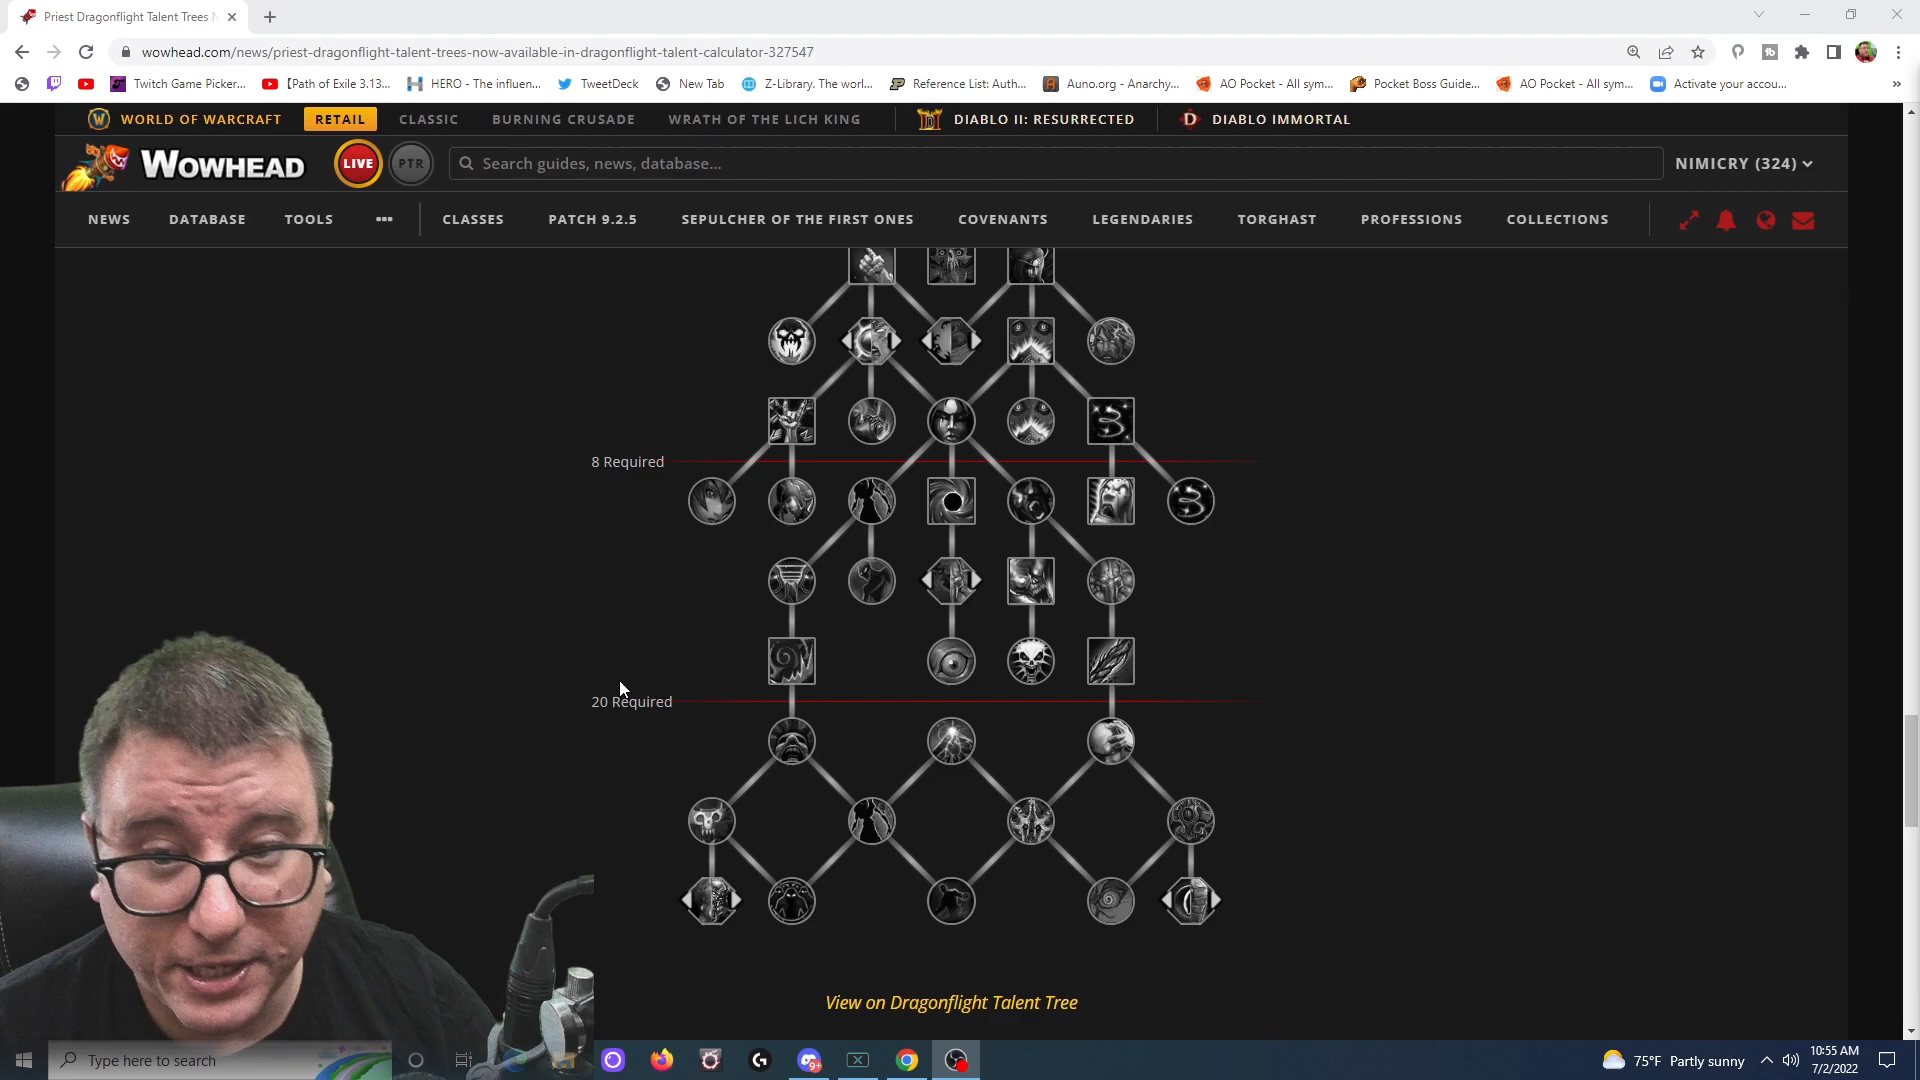 Priest Dragonflight Talent Trees N
wowhead.com/news/priest-dragonflight-talent-trees-now-available-in-dragonflight-talent-calculator-327547
Twitch Game Picker...
[Path of Exile 3.13...
HERO - The influen...
TweetDeck
New Tab
Z-Library. The worl...
Reference List: Auth...
Auno.org - Anarchy...
AO Pocket - All sym...
Pocket Boss Guide...
AO Pocket - All sym...
Activate your accou...
»
WORLD OF WARCRAFT
RETAIL
CLASSIC
BURNING CRUSADE
WRATH OF THE LICH KING
DIABLO II: RESURRECTED
DIABLO IMMORTAL
WOWHEAD
LIVE
PTR
Search guides, news, database...
NIMICRY (324)
NEWS
DATABASE
TOOLS
•••
CLASSES
PATCH 9.2.5
SEPULCHER OF THE FIRST ONES
COVENANTS
LEGENDARIES
TORGHAST
PROFESSIONS
COLLECTIONS
8 Required
20 Required
View on Dragonflight Talent Tree
Type here to search
9+
75°F Partly sunny
10:55 AM
7/2/2022